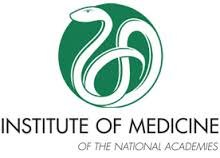 INSTITUTE OF MEDICINE
OF THE NATIONAL ACADEMIES